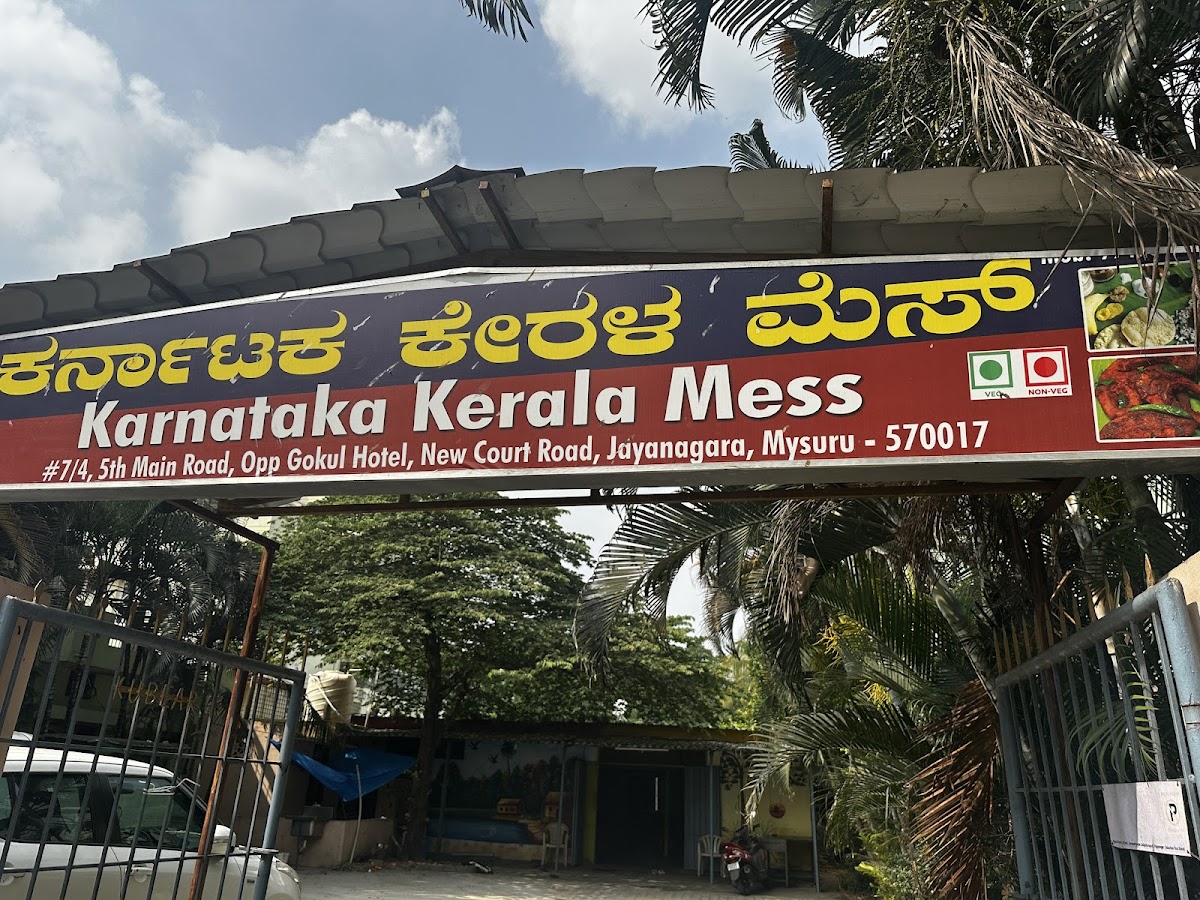 ಕರ್ನಾಟಕ ಕೇರಳ ಮೆಸ್
Karnataka Kerala Mess
#7/4, 5th Main Road, Opp Gokul Hotel, New Court Road, Jayanagara, Mysuru - 570017
VEG NON-VEG
P